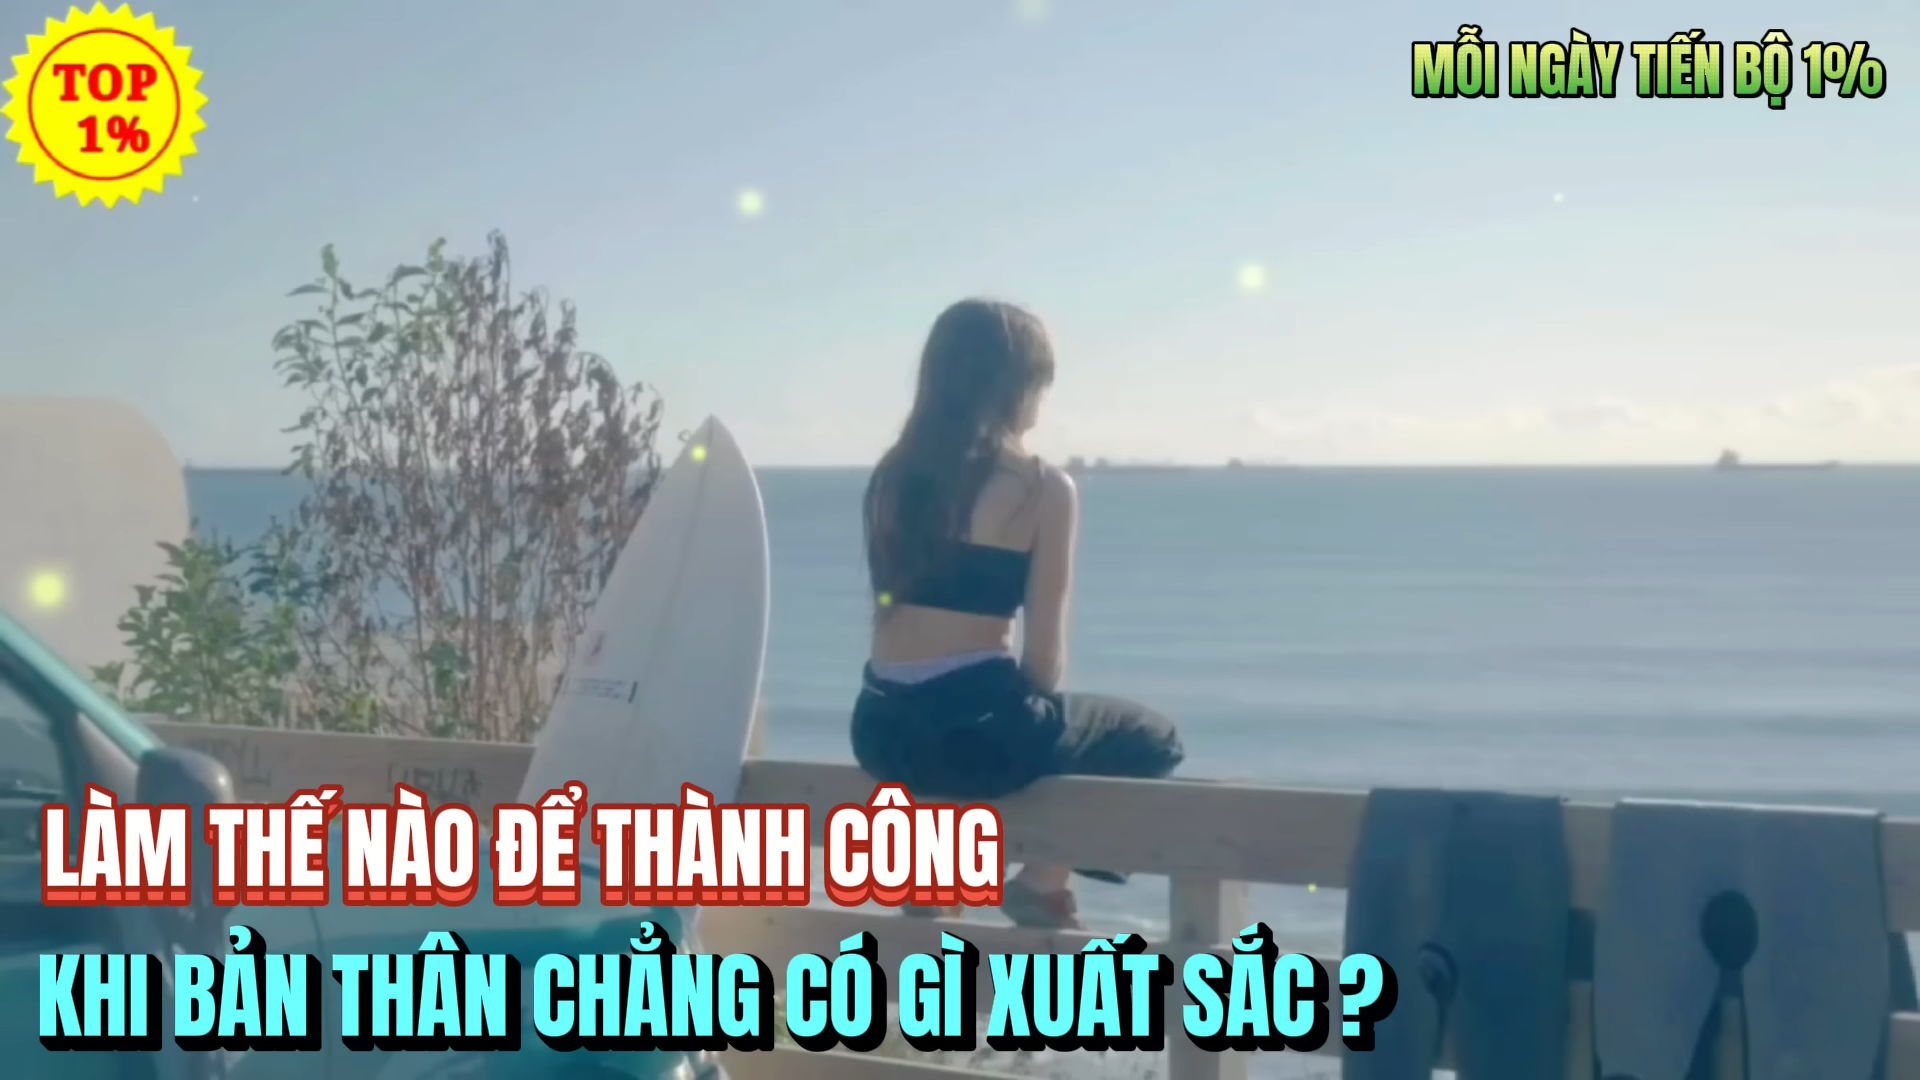 TOP
1%
MỖI NGÀY TIẾN BỘ 1%
LÀM THẾ NÀO ĐỂ THÀNH CÔNG
KHI BẢN THÂN CHẲNG CÓ GÌ XUẤT SẮC ?